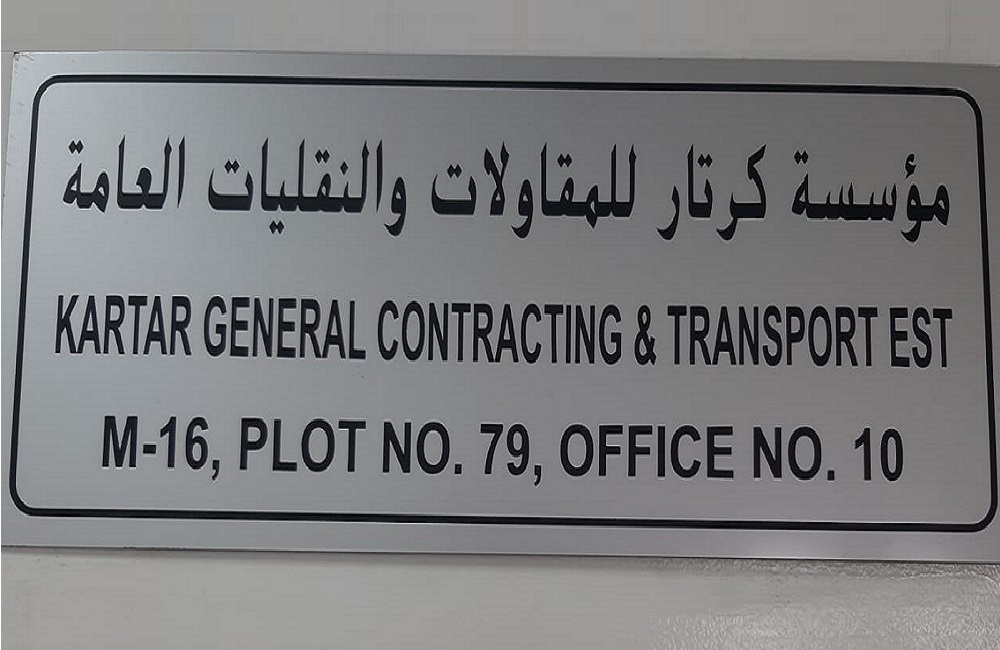 مؤسسة كرتار للمقاولات والنقليات العامة
KARTAR GENERAL CONTRACTING & TRANSPORT EST
M-16, PLOT NO. 79, OFFICE NO. 10